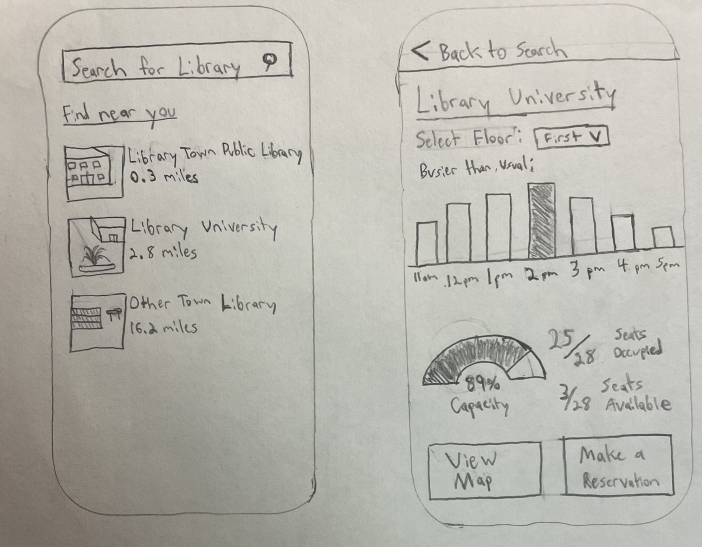 Search for Library
Find near you
Library Town Public Library
0.3 miles
Library University
2.8 miles
Other Town Library
16.2 miles
< Back to Search
Library University
Select Floor: First V
Busier than usual:
11am 12pm 1pm 2pm 3pm 4pm 5pm
89%
Capacity
25/28 Seats Occupied
3/28 Seats Available
View Map
Make a Reservation